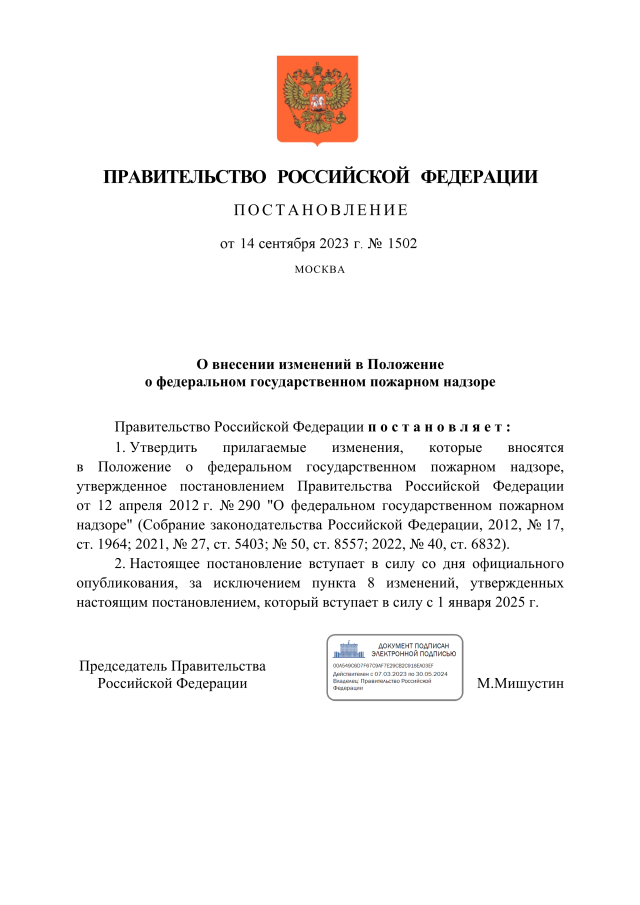 ПРАВИТЕЛЬСТВО РОССИЙСКОЙ ФЕДЕРАЦИИ
ПОСТАНОВЛЕНИЕ
от 14 сентября 2023 г. № 1502
МОСКВА
О внесении изменений в Положение
о федеральном государственном пожарном надзоре
Правительство Российской Федерации постановляет:
1. Утвердить прилагаемые изменения, которые вносятся
в Положение о федеральном государственном пожарном надзоре,
утвержденное постановлением Правительства Российской Федерации
от 12 апреля 2012 г. № 290 "О федеральном государственном пожарном
надзоре" (Собрание законодательства Российской Федерации, 2012, № 17,
ст. 1964; 2021, № 27, ст. 5403; № 50, ст. 8557; 2022, № 40, ст. 6832).
2. Настоящее постановление вступает в силу со дня официального
опубликования, за исключением пункта 8 изменений, утвержденных
настоящим постановлением, который вступает в силу с 1 января 2025 г.
Председатель Правительства
Российской Федерации
ДОКУМЕНТ ПОДПИСАН
ЭЛЕКТРОННОЙ ПОДПИСЬЮ
Действителен с 07.03.2023 по 30.05.2024
Владелец: Правительство Российской
Федерации
М.Мишустин